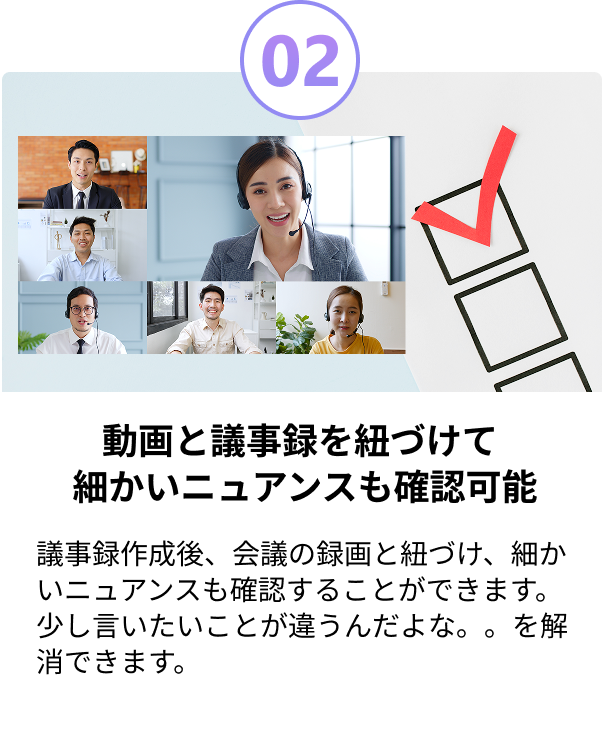 02
動画と議事録を紐づけて
細かいニュアンスも確認可能
議事録作成後、会議の録画と紐づけ、細か
いニュアンスも確認することができます。
少し言いたいことが違うんだよな。。を解
消できます。